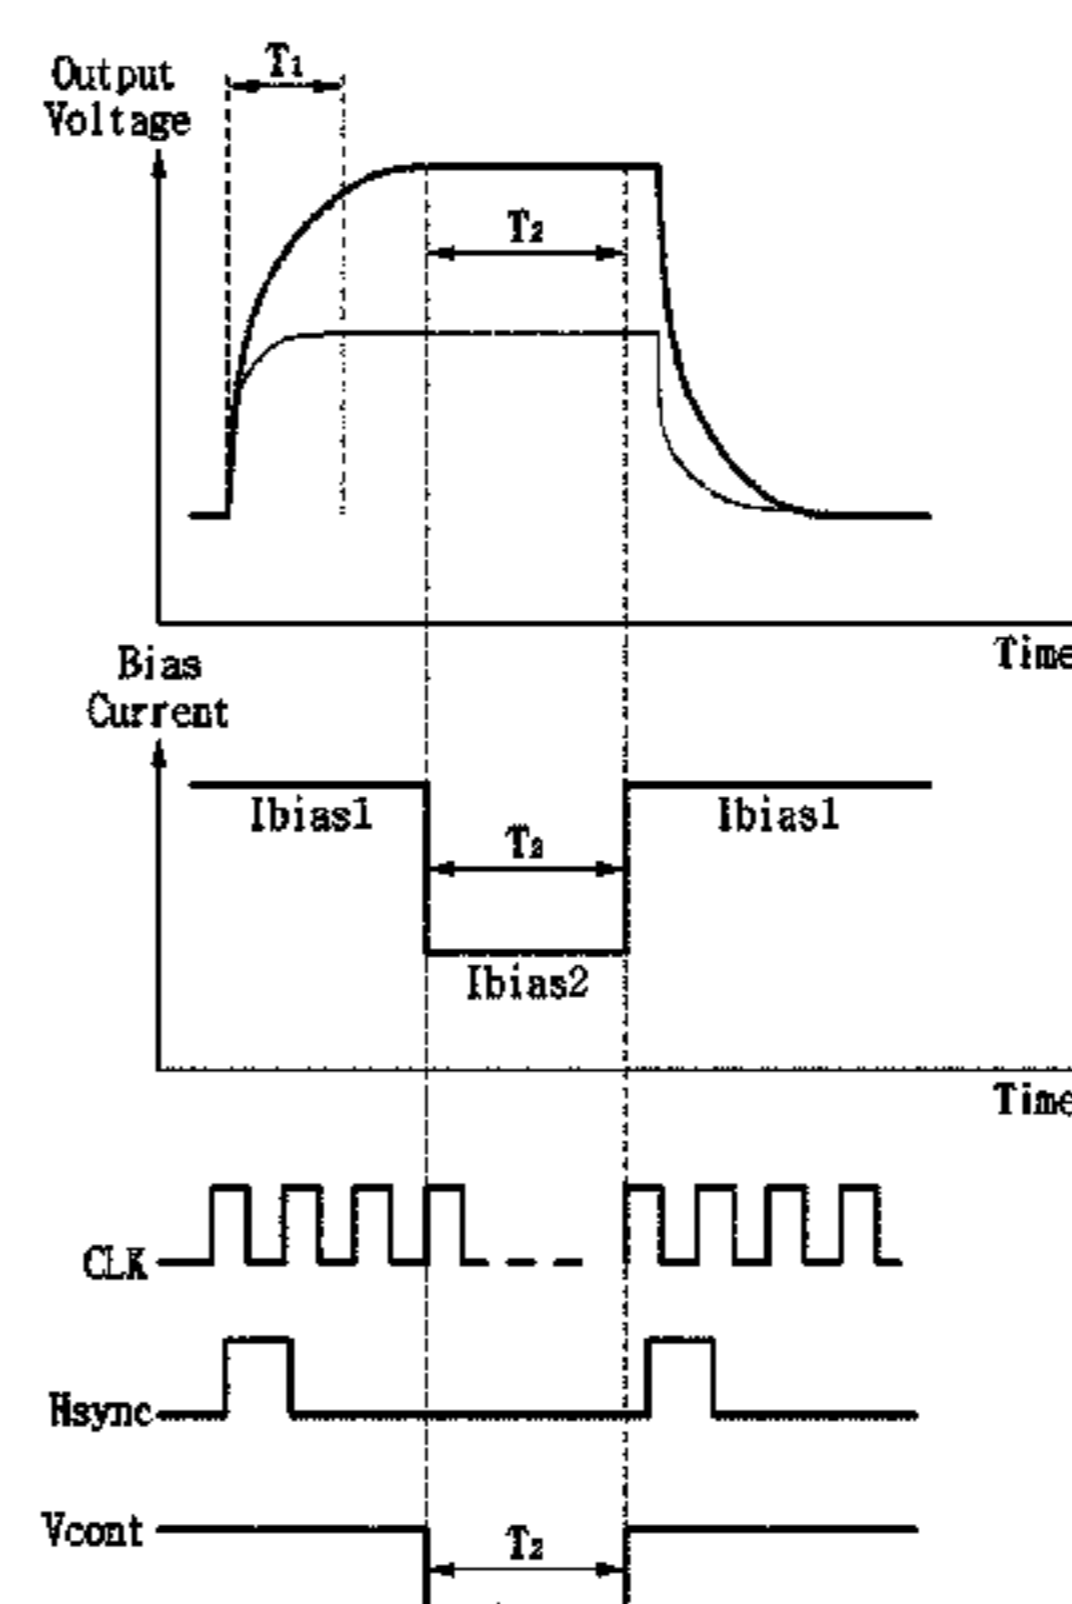 T1
Output
Voltage
T2
Time
Bias
Current
Ibias1
Ibias1
T2
Ibias2
Time
CLK
Hsync
Vcont
T2